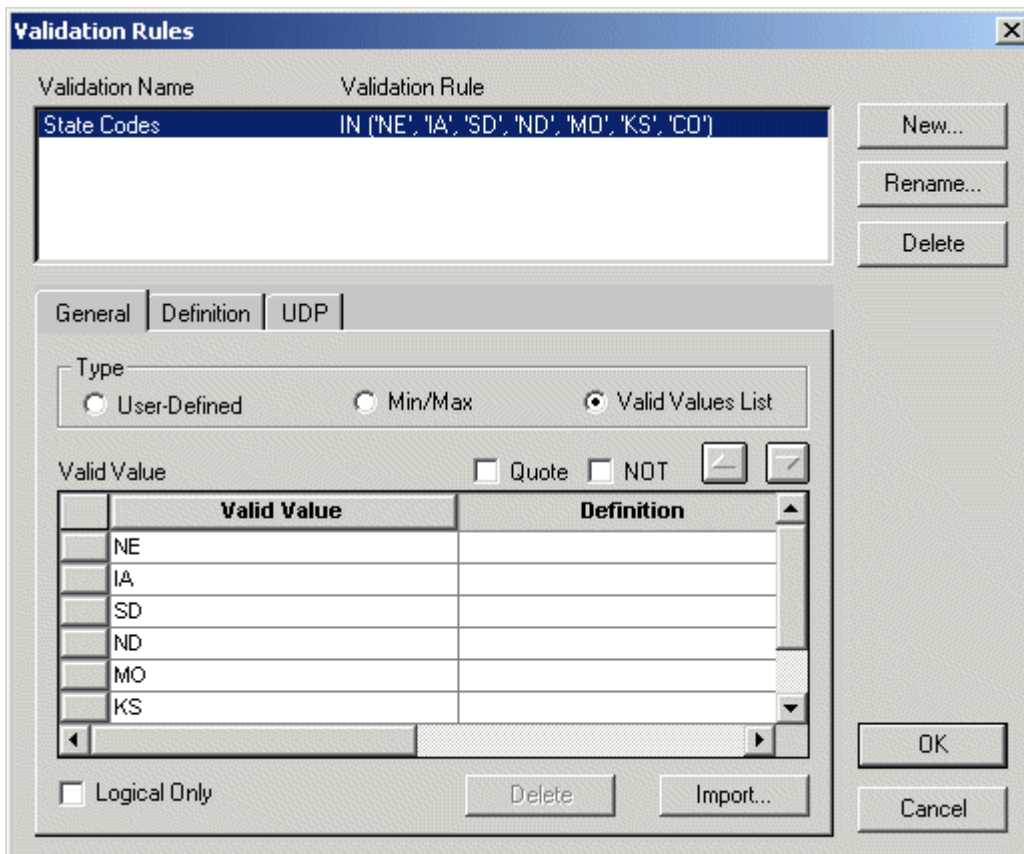 Validation Rules
Validation Name Validation Rule
State Codes IN ('NE', 'IA', 'SD', 'ND', 'MO', 'KS', 'CO')
New...
Rename...
Delete
General Definition UDP
Type
User-Defined Min/Max Valid Values List
Valid Value Quote NOT
Valid Value Definition
NE
IA
SD
ND
MO
KS
Logical Only Delete Import...
OK
Cancel